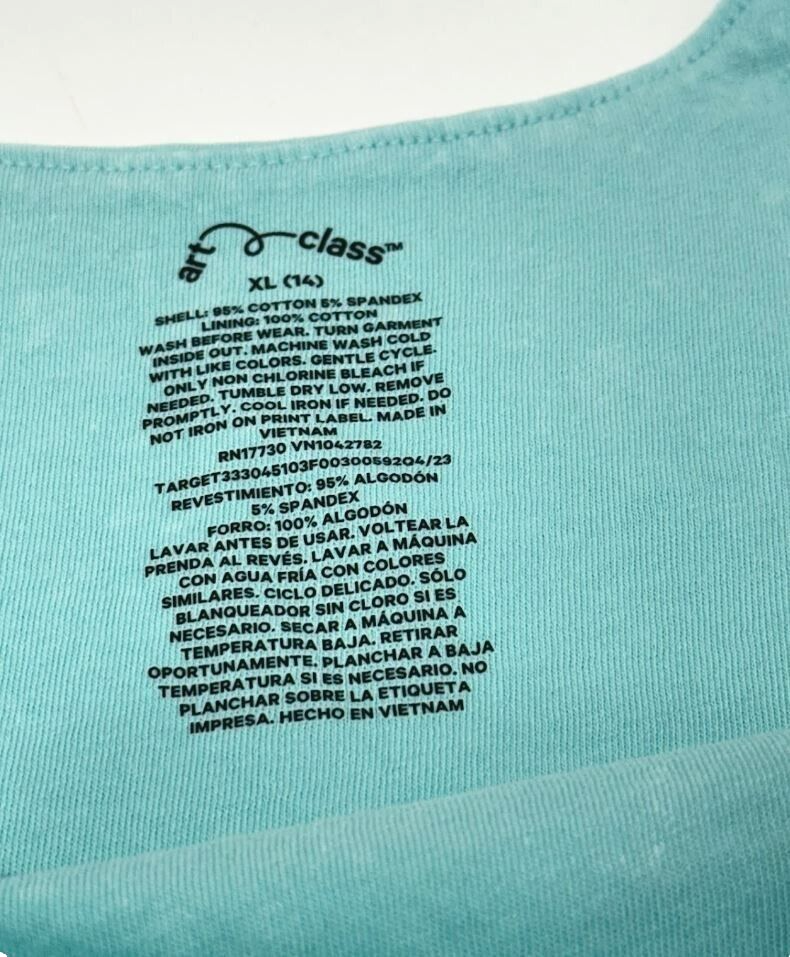 art class™
XL (14)
SHELL: 95% COTTON 5% SPANDEX
LINING: 100% COTTON
WASH BEFORE WEAR. TURN GARMENT
INSIDE OUT. MACHINE WASH COLD
WITH LIKE COLORS. GENTLE CYCLE.
ONLY NON CHLORINE BLEACH IF
NEEDED. TUMBLE DRY LOW. REMOVE
PROMPTLY. COOL IRON IF NEEDED. DO
NOT IRON ON PRINT LABEL. MADE IN
VIETNAM
RN17730 VN1042782
TARGET333045103F0030059204/23
REVESTIMIENTO: 95% ALGODÓN
5% SPANDEX
FORRO: 100% ALGODÓN
LAVAR ANTES DE USAR. VOLTEAR LA
PRENDA AL REVÉS. LAVAR A MÁQUINA
CON AGUA FRÍA CON COLORES
SIMILARES. CICLO DELICADO. SÓLO
BLANQUEADOR SIN CLORO SI ES
NECESARIO. SECAR A MÁQUINA A
TEMPERATURA BAJA. RETIRAR
OPORTUNAMENTE. PLANCHAR A BAJA
TEMPERATURA SI ES NECESARIO. NO
PLANCHAR SOBRE LA ETIQUETA
IMPRESA. HECHO EN VIETNAM